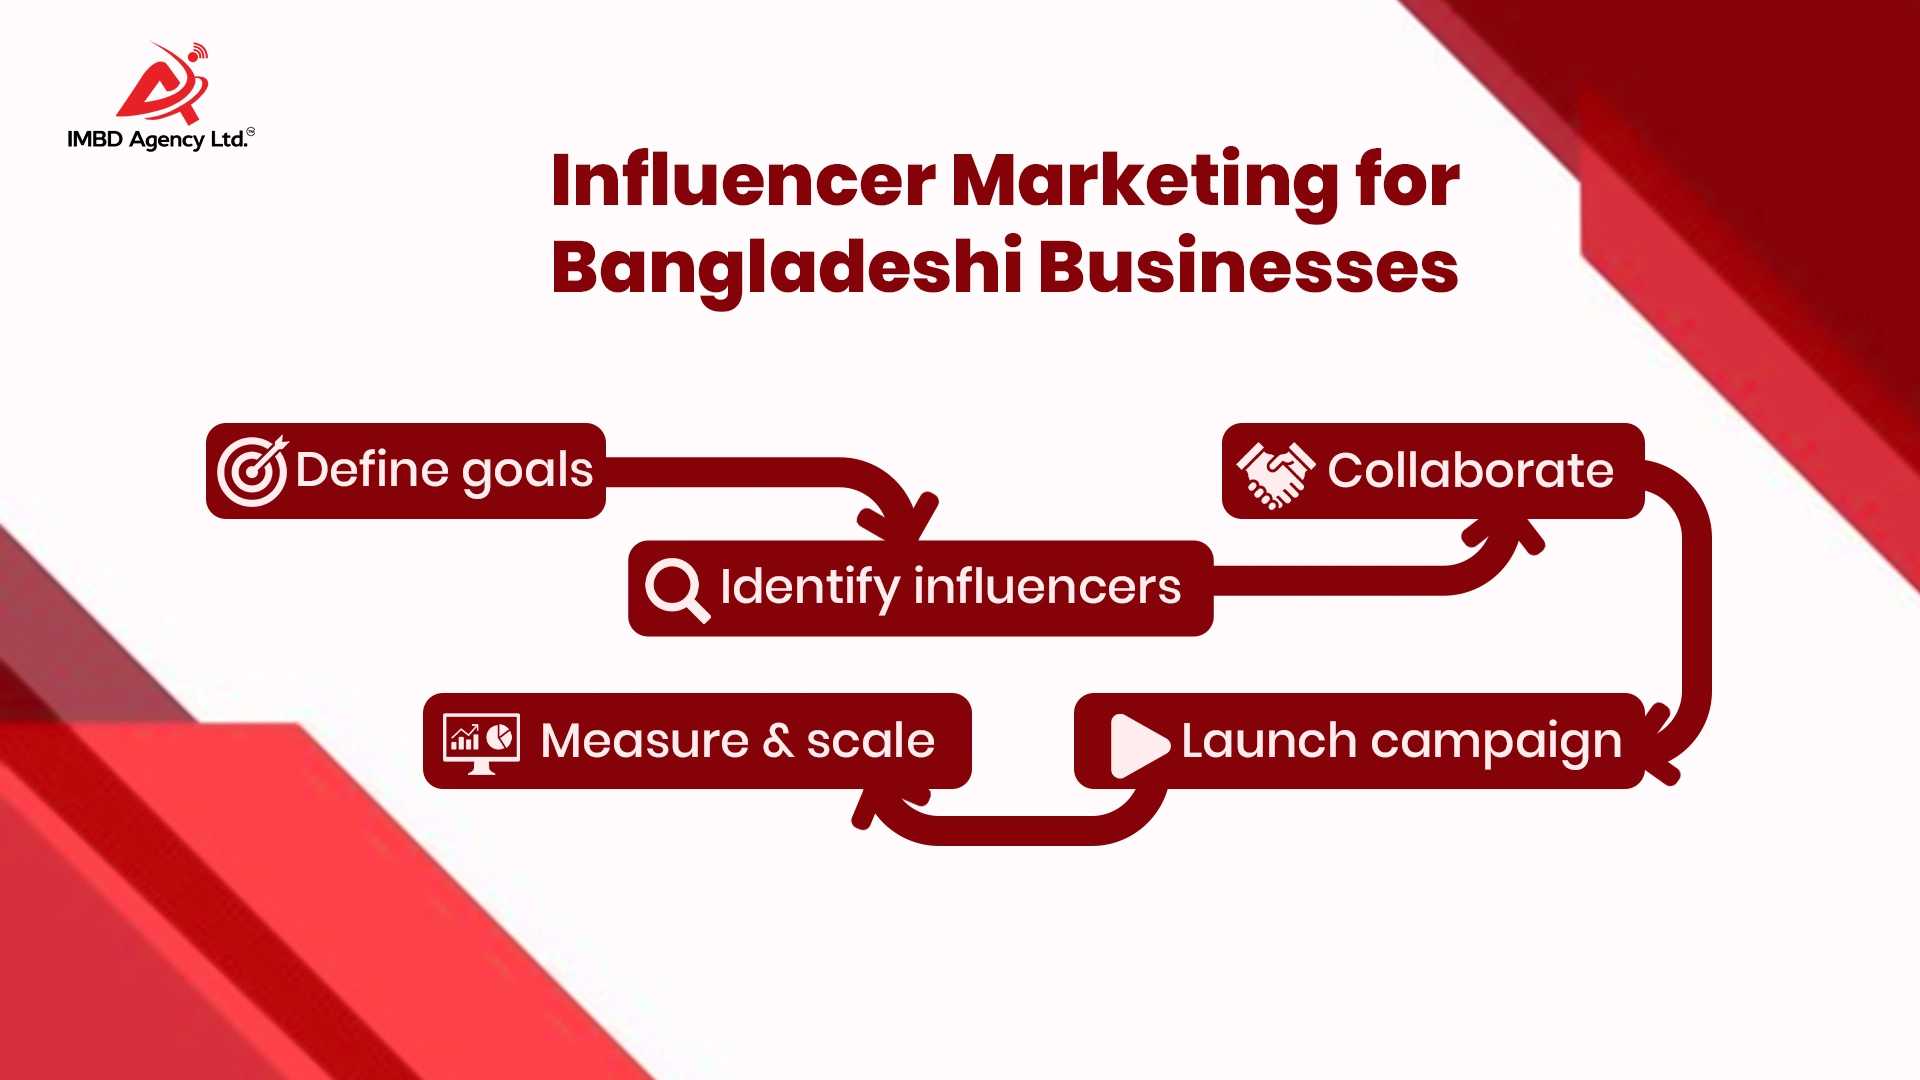 IMBD Agency Ltd.
Influencer Marketing for
Bangladeshi Businesses
Define goals
Identify influencers
Collaborate
Launch campaign
Measure & scale